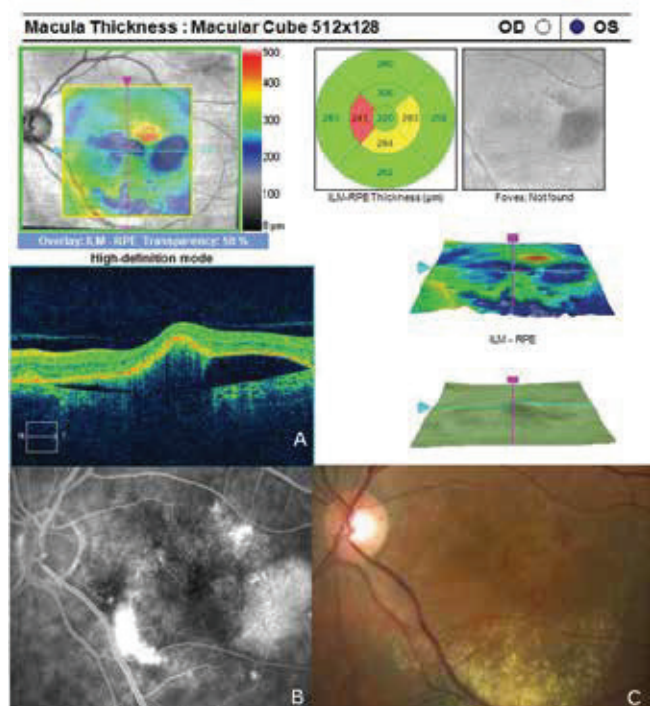 Macula Thickness : Macular Cube 512x128
OD OS
500
400
300
200
100
0 µm
Overlay: ILM - RPE Transparency: 50 %
High-definition mode
ILM-RPE Thickness (µm)
Fovea: Not found
ILM – RPE
A
B
C